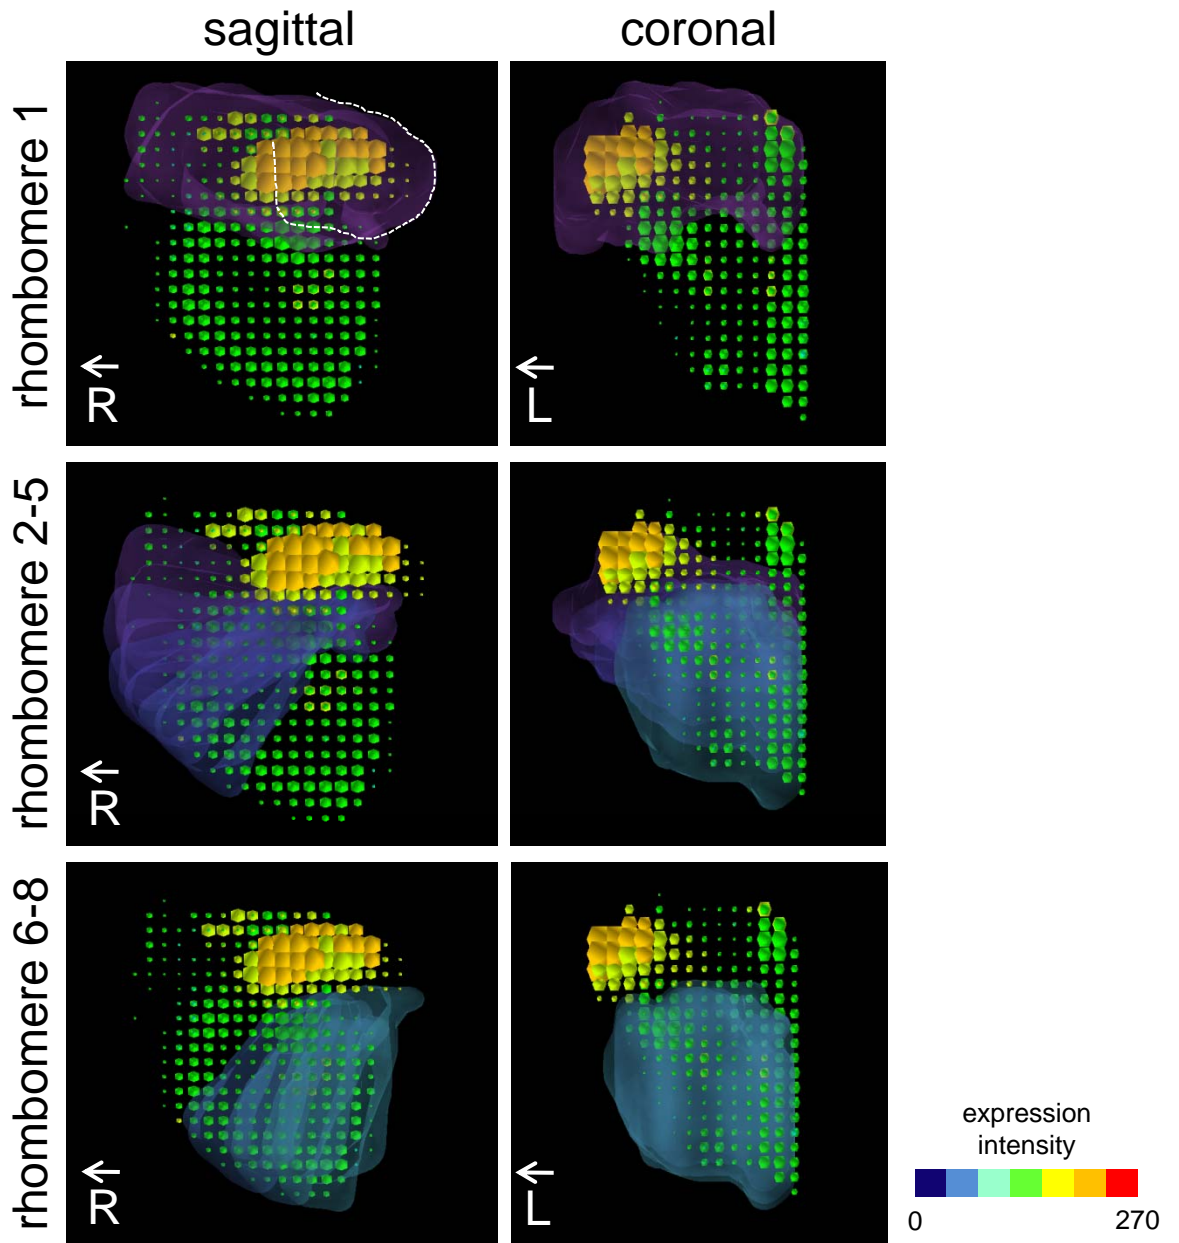 sagittal
coronal
rhombomere 1
R
L
rhombomere 2-5
R
L
rhombomere 6-8
R
L
expression
intensity
0
270